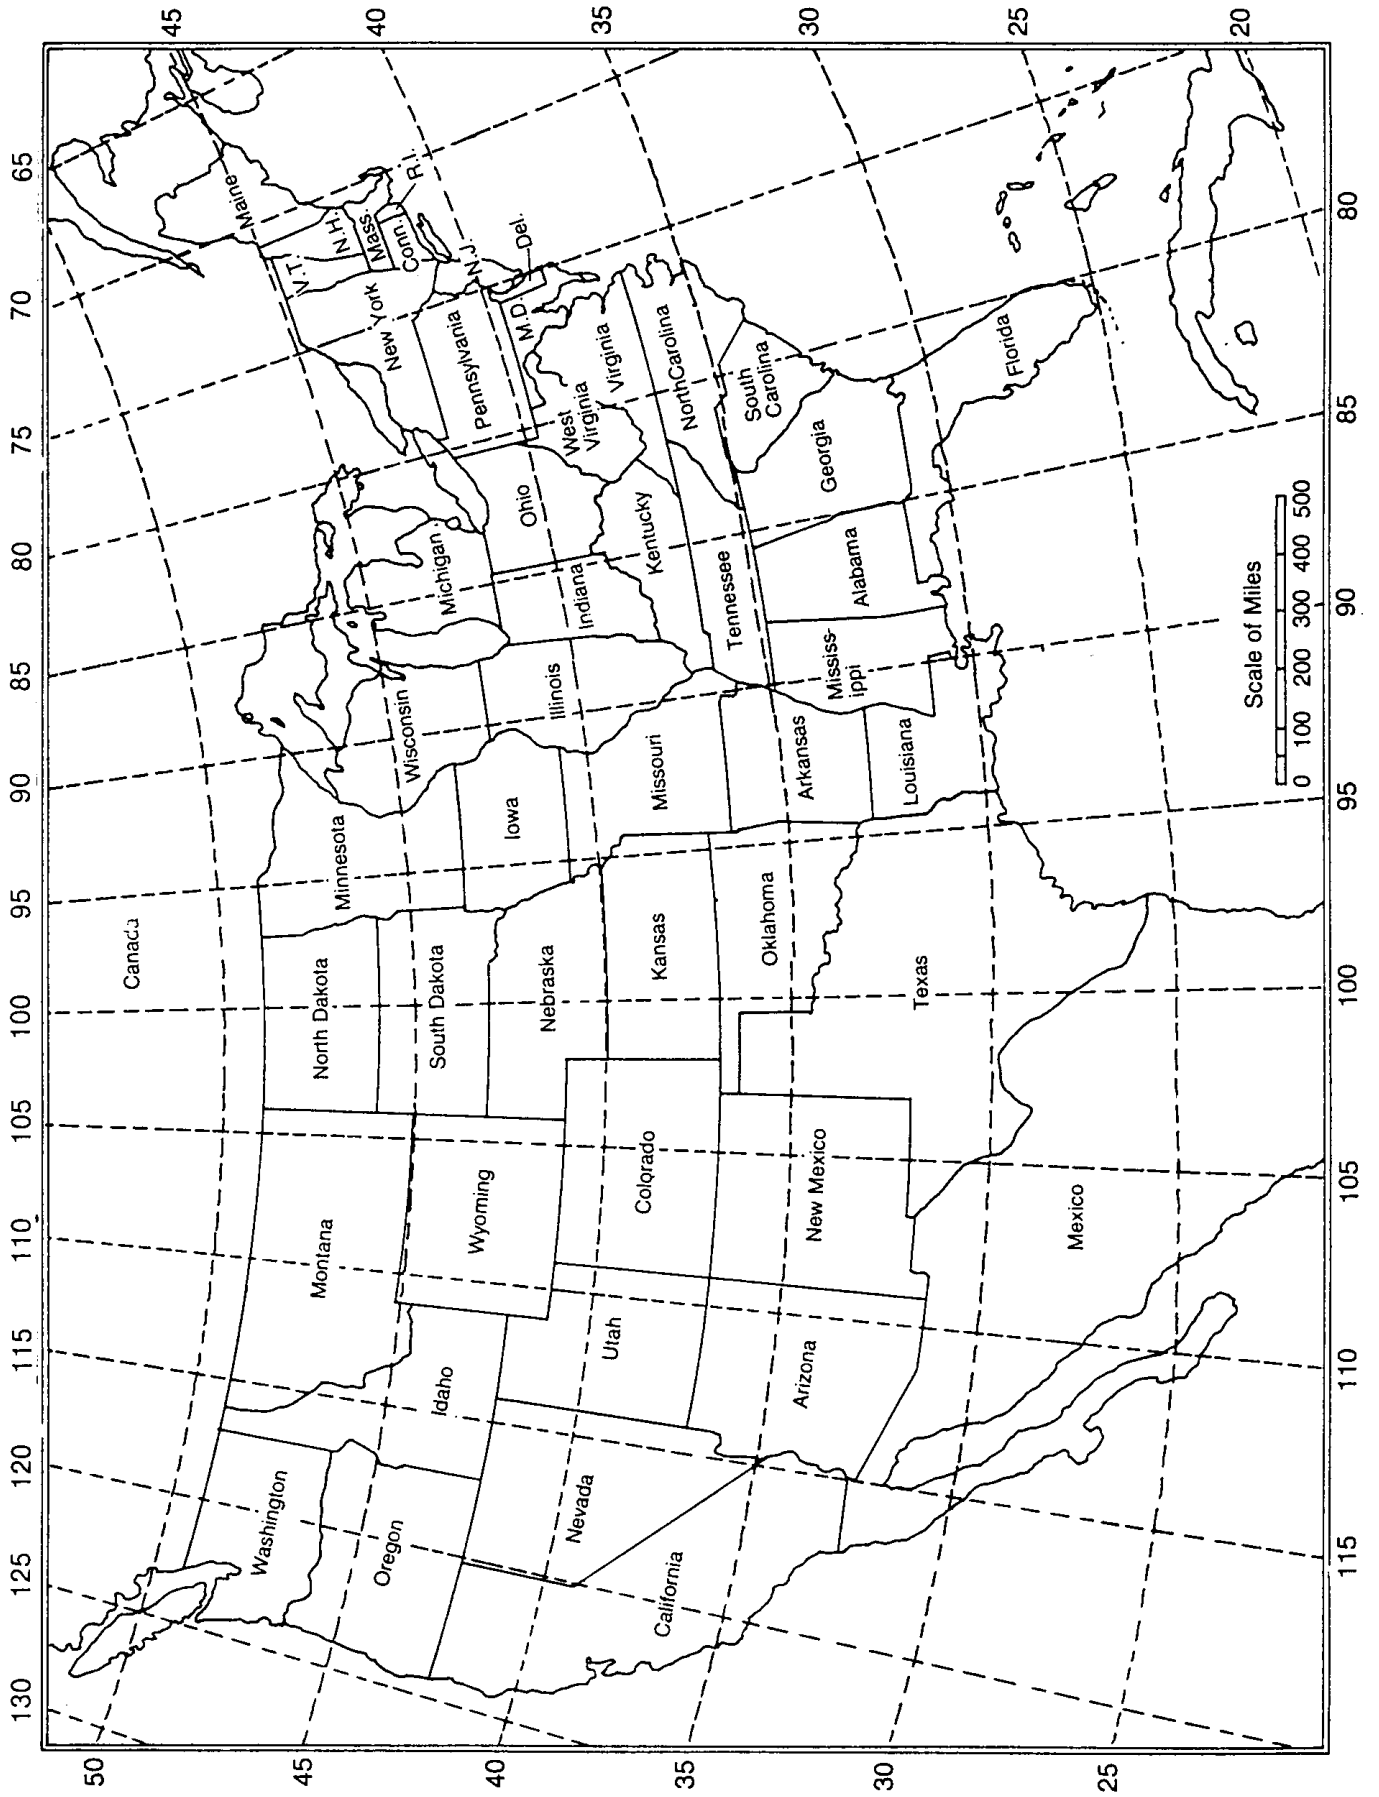 130
125
120
115
110
105
100
95
90
85
80
75
70
65
50
45
40
35
30
25
45
40
35
30
25
20
115
110
105
100
95
90
85
80
Canada
Washington
Oregon
California
Nevada
Idaho
Montana
Wyoming
Utah
Arizona
Colorado
New Mexico
North Dakota
South Dakota
Nebraska
Kansas
Oklahoma
Texas
Minnesota
Iowa
Missouri
Arkansas
Louisiana
Wisconsin
Illinois
Michigan
Indiana
Ohio
Kentucky
Tennessee
Mississ-
ippi
Alabama
Georgia
Florida
South
Carolina
North Carolina
Virginia
West
Virginia
M.D.
Del.
Pennsylvania
N.J.
New York
Conn.
R.I.
Mass.
V.T.
N.H.
Maine
Mexico
Scale of Miles
0 100 200 300 400 500